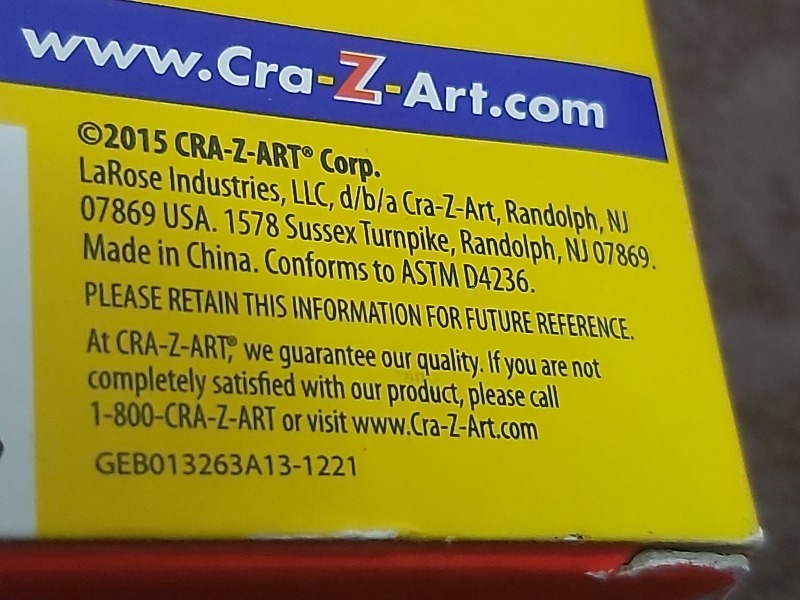 www.Cra-Z-Art.com
©2015 CRA-Z-ART® Corp.
LaRose Industries, LLC, d/b/a Cra-Z-Art, Randolph, NJ
07869 USA. 1578 Sussex Turnpike, Randolph, NJ 07869.
Made in China. Conforms to ASTM D4236.
PLEASE RETAIN THIS INFORMATION FOR FUTURE REFERENCE.
At CRA-Z-ART®, we guarantee our quality. If you are not
completely satisfied with our product, please call
1-800-CRA-Z-ART or visit www.Cra-Z-Art.com
GEB013263A13-1221